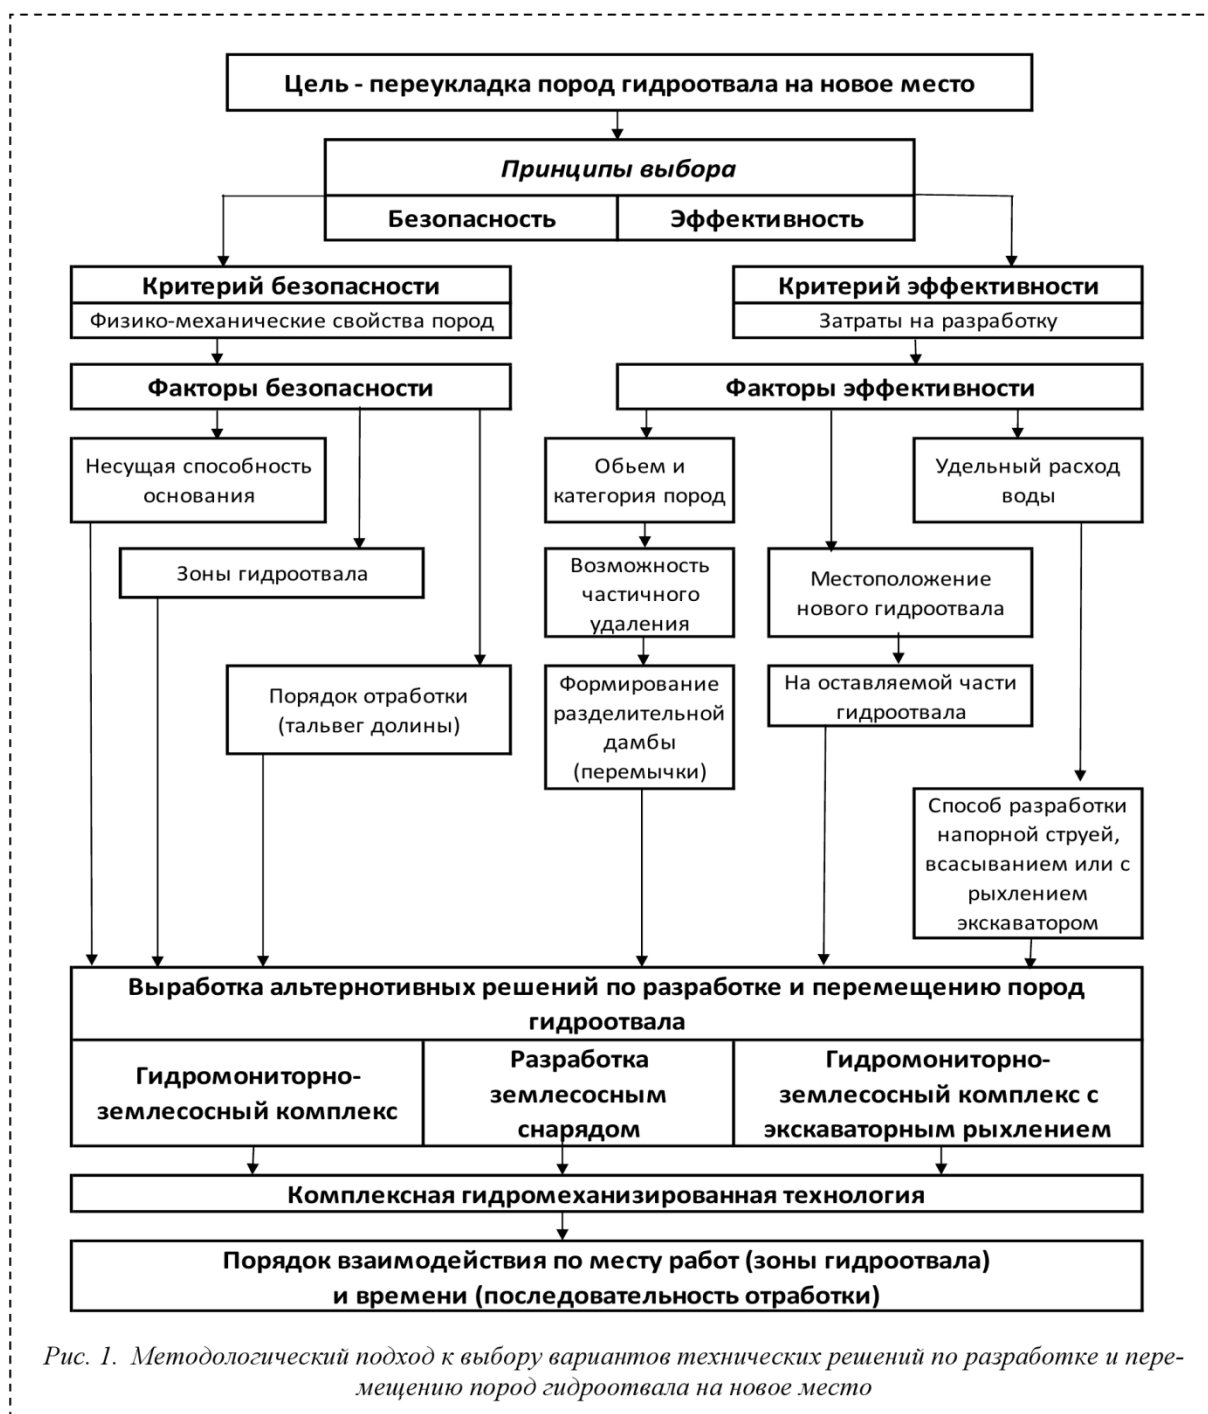 Цель - переукладка пород гидроотвала на новое место
Принципы выбора
Безопасность
Эффективность
Критерий безопасности
Физико-механические свойства пород
Критерий эффективности
Затраты на разработку
Факторы безопасности
Факторы эффективности
Несущая способность
основания
Обьем и
категория пород
Удельный расход
воды
Зоны гидроотвала
Возможность
частичного
удаления
Местоположение
нового гидроотвала
Порядок отработки
(тальвег долины)
Формирование
разделительной
дамбы
(перемычки)
На оставляемой части
гидроотвала
Способ разработки
напорной струей,
всасыванием или с
рыхлением
экскаватором
Выработка альтернотивных решений по разработке и перемещению пород
гидроотвала
Гидромониторно-
землесосный комплекс
Разработка
землесосным
снарядом
Гидромониторно-
землесосный комплекс с
экскаваторным рыхлением
Комплексная гидромеханизированная технология
Порядок взаимодействия по месту работ (зоны гидроотвала)
и времени (последовательность отработки)
Рис. 1. Методологический подход к выбору вариантов технических решений по разработке и пере-
мещению пород гидроотвала на новое место